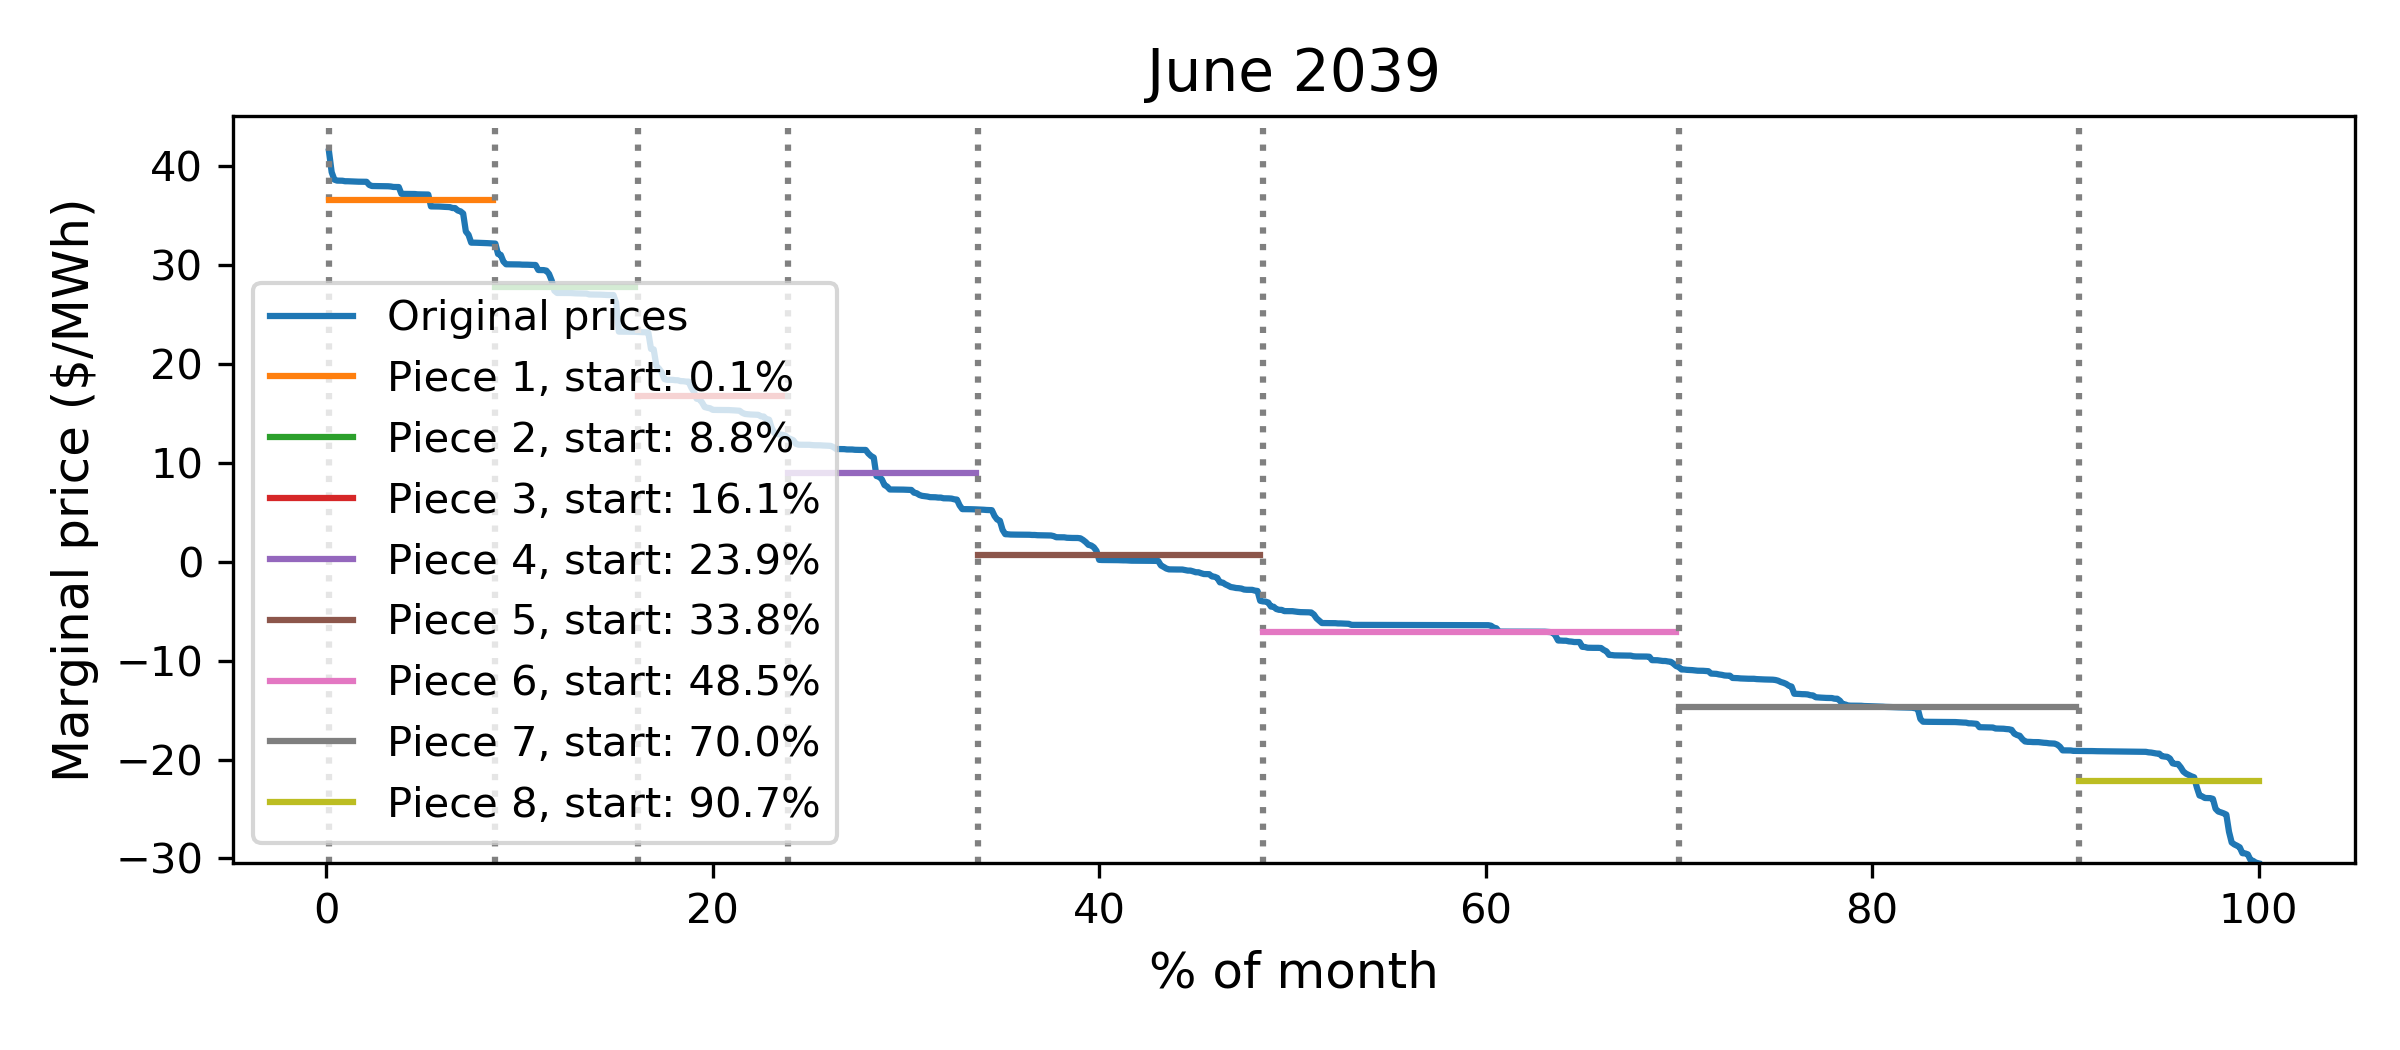 June 2039
Marginal price ($/MWh)
40
30
20
10
0
−10
−20
−30
Original prices
Piece 1, start: 0.1%
Piece 2, start: 8.8%
Piece 3, start: 16.1%
Piece 4, start: 23.9%
Piece 5, start: 33.8%
Piece 6, start: 48.5%
Piece 7, start: 70.0%
Piece 8, start: 90.7%
0 20 40 60 80 100
% of month